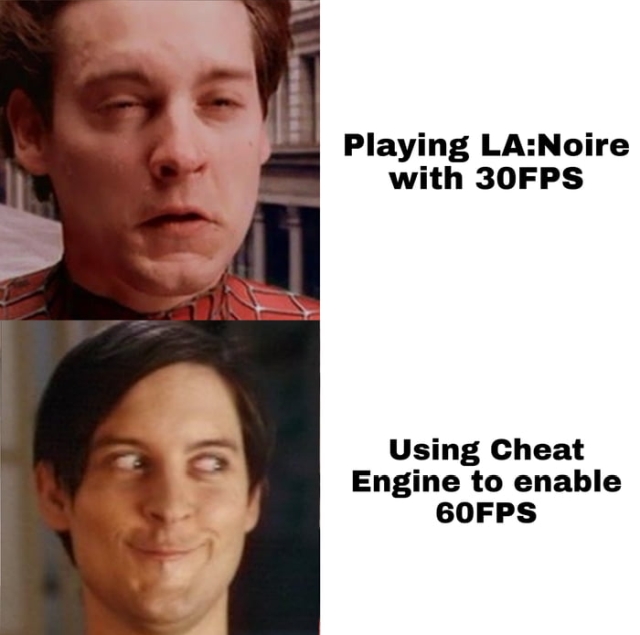 Playing LA:Noire
with 30FPS
Using Cheat
Engine to enable
60FPS